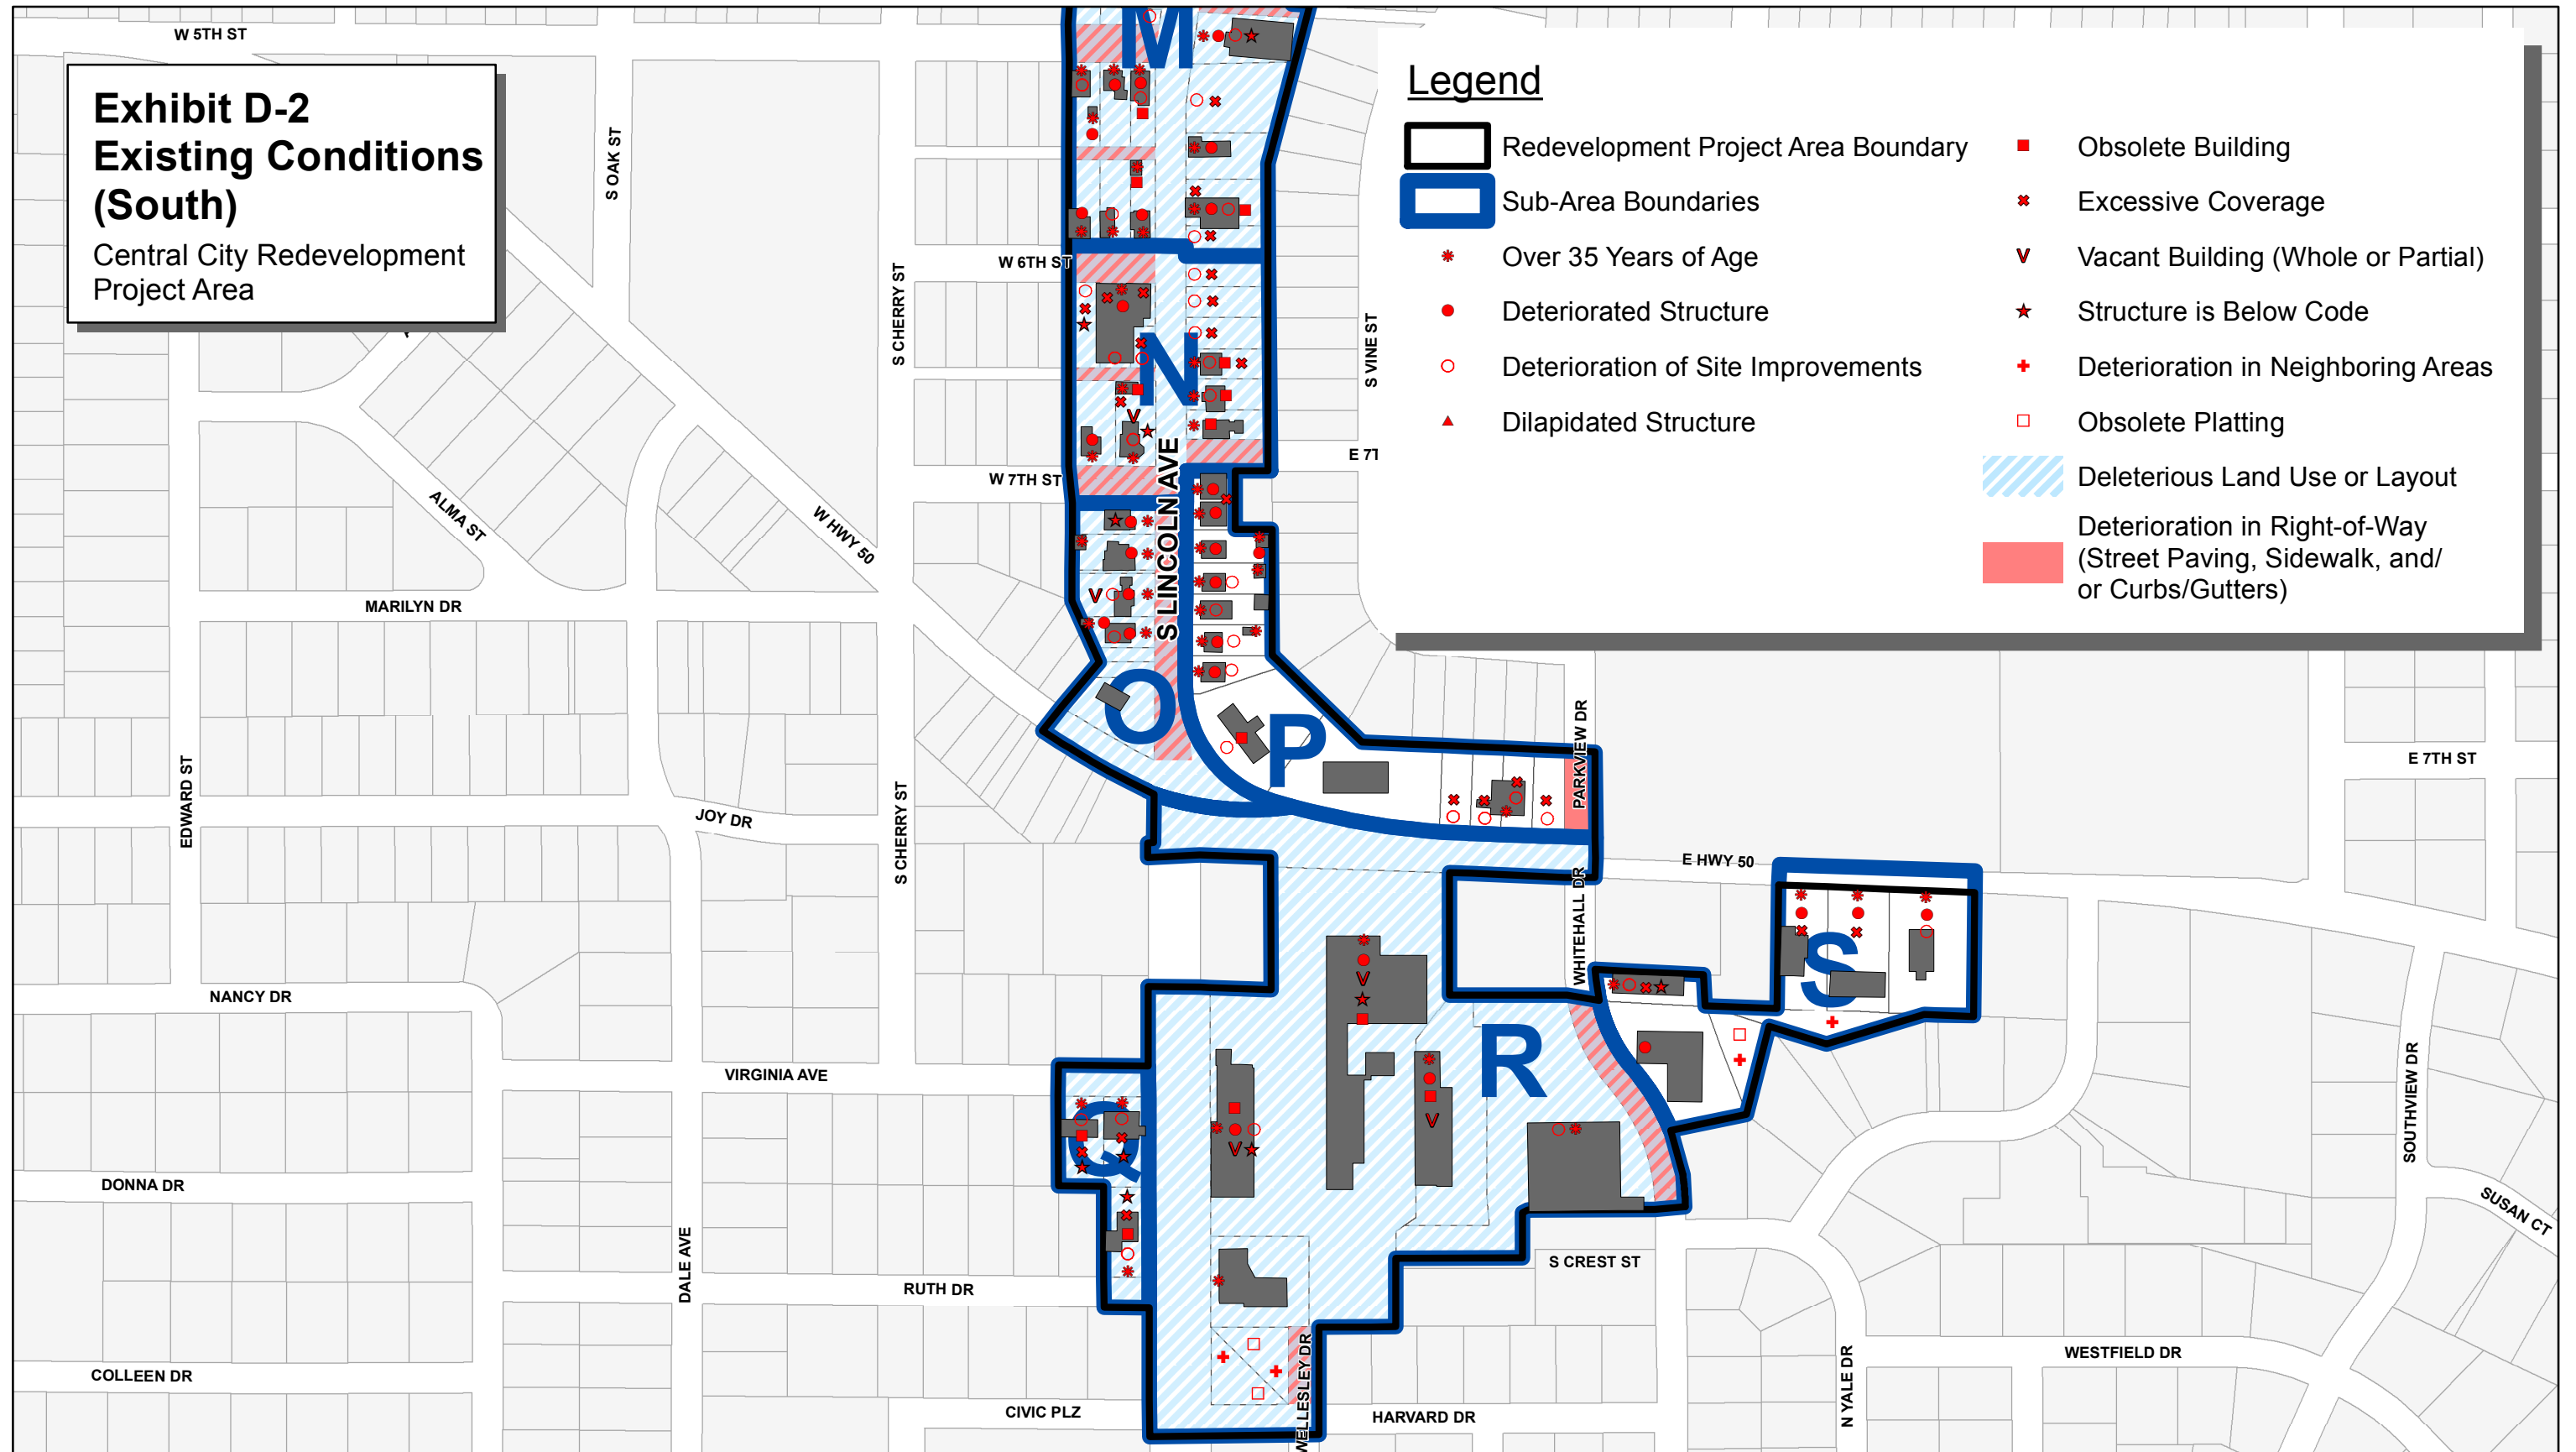 W 5TH ST
Exhibit D-2
Existing Conditions
(South)
Central City Redevelopment
Project Area
S OAK ST
M
Legend
Redevelopment Project Area Boundary
Sub-Area Boundaries
Over 35 Years of Age
Deteriorated Structure
Deterioration of Site Improvements
Dilapidated Structure
Obsolete Building
Excessive Coverage
V Vacant Building (Whole or Partial)
Structure is Below Code
Deterioration in Neighboring Areas
Obsolete Platting
Deleterious Land Use or Layout
Deterioration in Right-of-Way
(Street Paving, Sidewalk, and/
or Curbs/Gutters)
W 6TH ST
S CHERRY ST
S VINE ST
N
V
E 7T
W 7TH ST
S LINCOLN AVE
ALMA ST
W HWY 50
V
MARILYN DR
O
P
PARKVIEW DR
E 7TH ST
EDWARD ST
JOY DR
S CHERRY ST
E HWY 50
WHITEHALL DR
S
V
NANCY DR
R
VIRGINIA AVE
V
Q
V
SOUTHVIEW DR
DONNA DR
SUSAN CT
DALE AVE
S CREST ST
RUTH DR
WELLESLEY DR
N YALE DR
WESTFIELD DR
COLLEEN DR
CIVIC PLZ
HARVARD DR